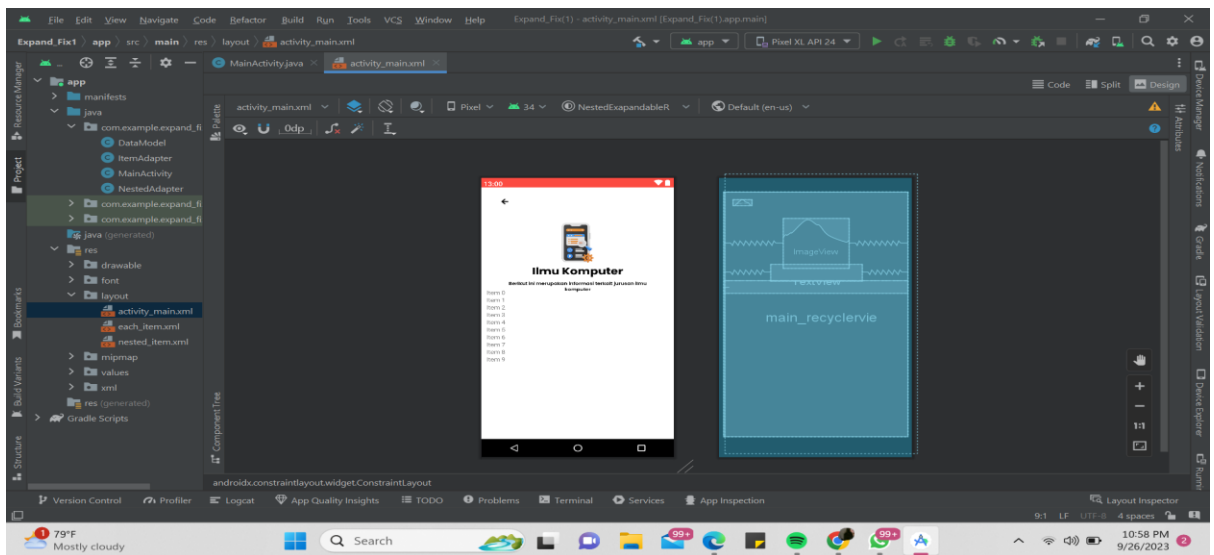 File Edit View Navigate Code Refactor Build Run Tools VCS Window Help Expand_Fix(1) - activity_main.xml [Expand_Fix(1).app.main]
Expand_Fix1 app src main res layout activity_main.xml
app Pixel XL API 24
MainActivity.java activity_main.xml
Code Split Design
Resource Manager
Project
Bookmarks
Build Variants
Structure
app
manifests
java
com.example.expand_fi
DataModel
ItemAdapter
MainActivity
NestedAdapter
com.example.expand_fi
com.example.expand_fi
java (generated)
res
drawable
font
layout
activity_main.xml
each_item.xml
nested_item.xml
mipmap
values
xml
res (generated)
Gradle Scripts
Palette
Component Tree
activity_main.xml Pixel 34 NestedExapandableR Default (en-us)
0dp
13:00
Ilmu Komputer
Berikut ini merupakan informasi terkait jurusan ilmu
komputer
Item 0
Item 1
Item 2
Item 3
Item 4
Item 5
Item 6
Item 7
Item 8
Item 9
ImageView
TextView
main_recyclervie
1:1
Device Manager
Attributes
Notifications
Gradle
Layout Validation
Device Explorer
androidx.constraintlayout.widget.ConstraintLayout
Version Control Profiler Logcat App Quality Insights TODO Problems Terminal Services App Inspection Layout Inspector
9:1 LF UTF-8 4 spaces
1 79°F
Mostly cloudy
Search
99+
99+
10:58 PM
9/26/2023
2